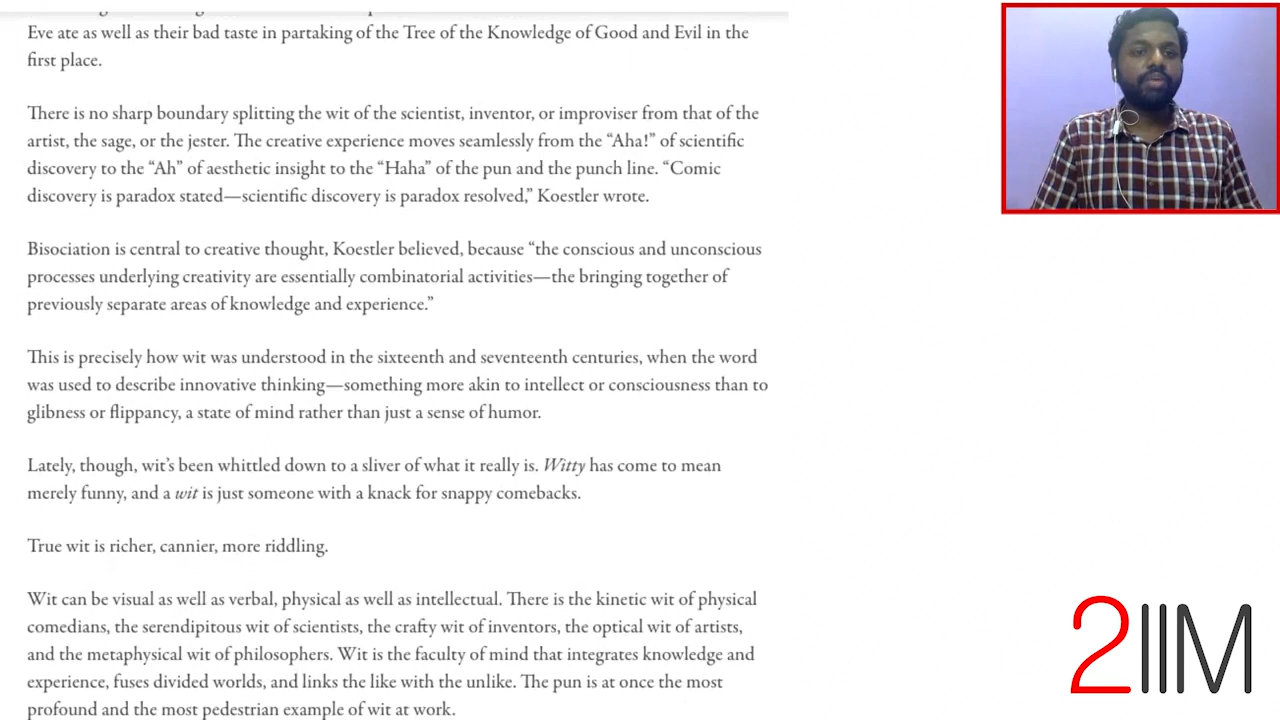 Eve ate as well as their bad taste in partaking of the Tree of the Knowledge of Good and Evil in the
first place.
There is no sharp boundary splitting the wit of the scientist, inventor, or improviser from that of the
artist, the sage, or the jester. The creative experience moves seamlessly from the “Aha!” of scientific
discovery to the “Ah” of aesthetic insight to the “Haha” of the pun and the punch line. “Comic
discovery is paradox stated—scientific discovery is paradox resolved,” Koestler wrote.
Bisociation is central to creative thought, Koestler believed, because “the conscious and unconscious
processes underlying creativity are essentially combinatorial activities—the bringing together of
previously separate areas of knowledge and experience.”
This is precisely how wit was understood in the sixteenth and seventeenth centuries, when the word
was used to describe innovative thinking—something more akin to intellect or consciousness than to
glibness or flippancy, a state of mind rather than just a sense of humor.
Lately, though, wit’s been whittled down to a sliver of what it really is. Witty has come to mean
merely funny, and a wit is just someone with a knack for snappy comebacks.
True wit is richer, cannier, more riddling.
Wit can be visual as well as verbal, physical as well as intellectual. There is the kinetic wit of physical
comedians, the serendipitous wit of scientists, the crafty wit of inventors, the optical wit of artists,
and the metaphysical wit of philosophers. Wit is the faculty of mind that integrates knowledge and
experience, fuses divided worlds, and links the like with the unlike. The pun is at once the most
profound and the most pedestrian example of wit at work.
2IIM